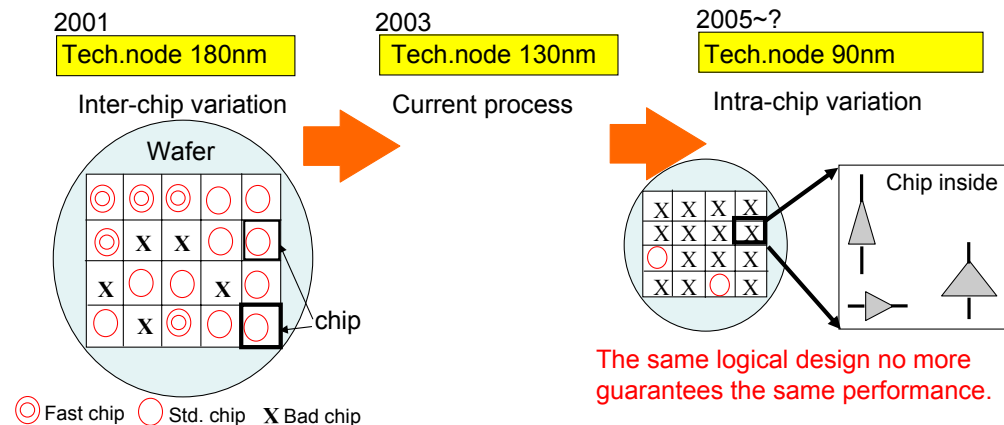 2001
Tech.node 180nm
Inter-chip variation
Wafer
X X
X X
X
chip
Fast chip Std. chip X Bad chip
2003
Tech.node 130nm
Current process
2005~?
Tech.node 90nm
Intra-chip variation
X X X X
X X X X
X X X
X X X
Chip inside
The same logical design no more
guarantees the same performance.